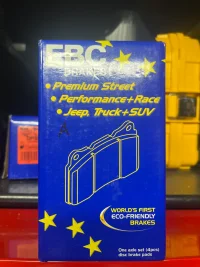 EBC
BRAKES
Premium Street
Performance+Race
Jeep, Truck+SUV
WORLD'S FIRST
ECO-FRIENDLY
BRAKES
One axle set (4pcs)
disc brake pads